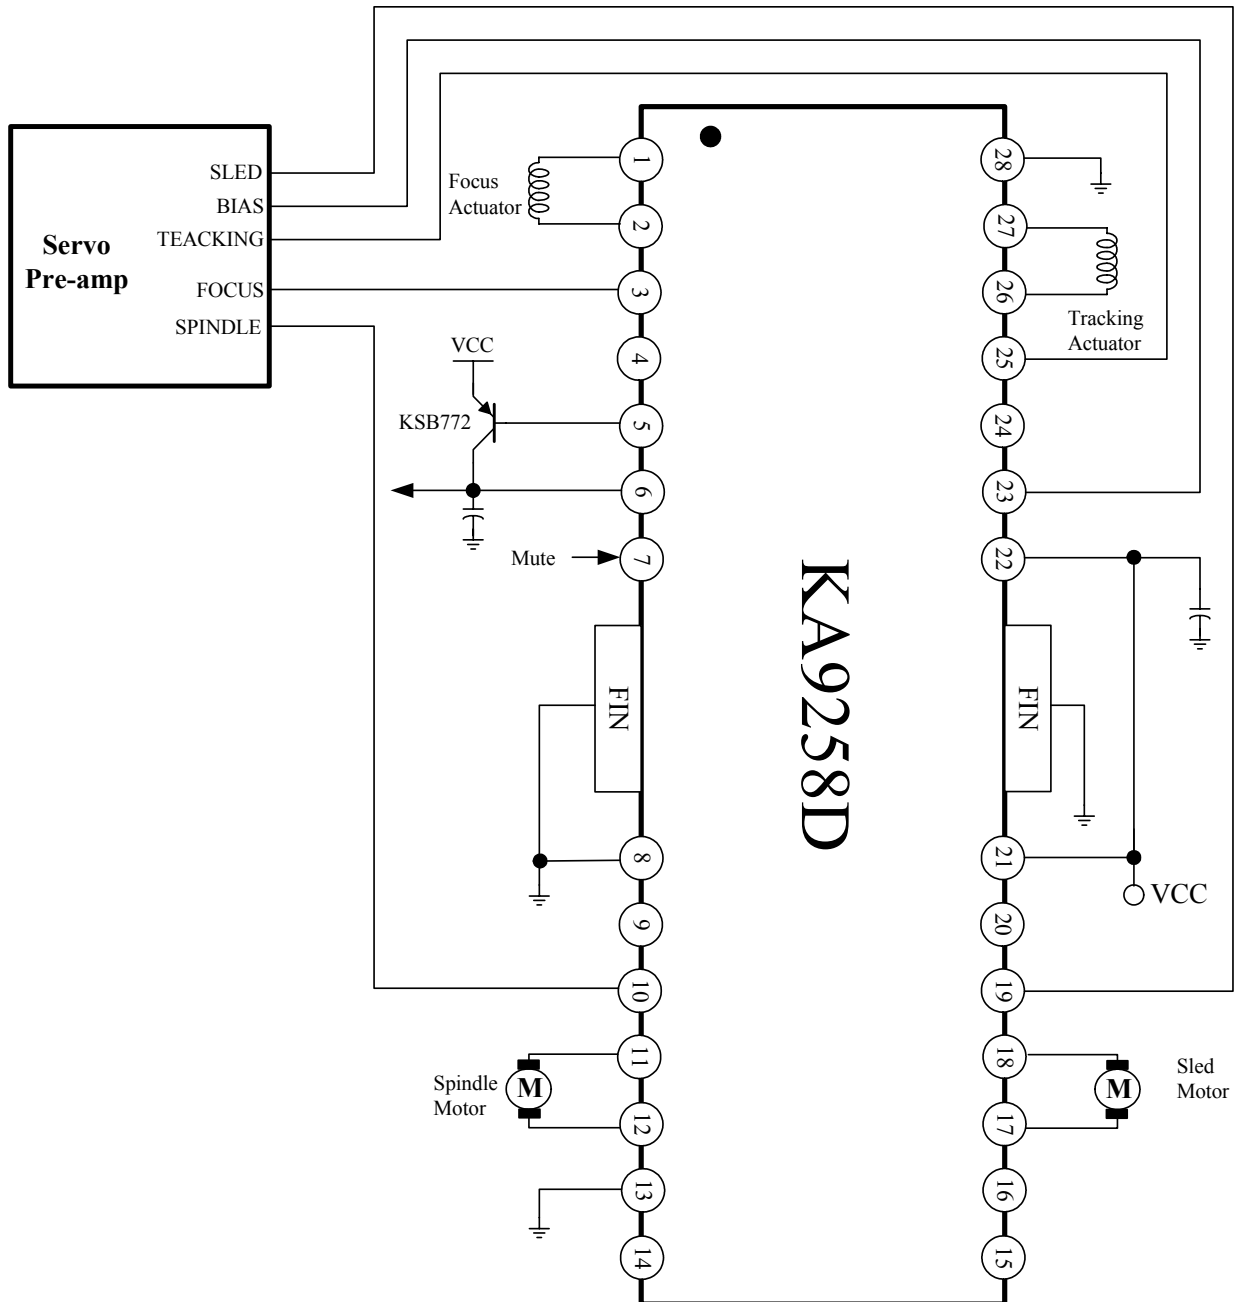 SLED
BIAS
TEACKING
FOCUS
SPINDLE
Servo
Pre-amp
Focus
Actuator
VCC
KSB772
Mute
FIN
Spindle
Motor
M
1
2
3
4
5
6
7
8
9
10
11
12
13
14
KA9258D
28
27
26
25
24
23
22
21
20
19
18
17
16
15
Tracking
Actuator
FIN
VCC
M
Sled
Motor